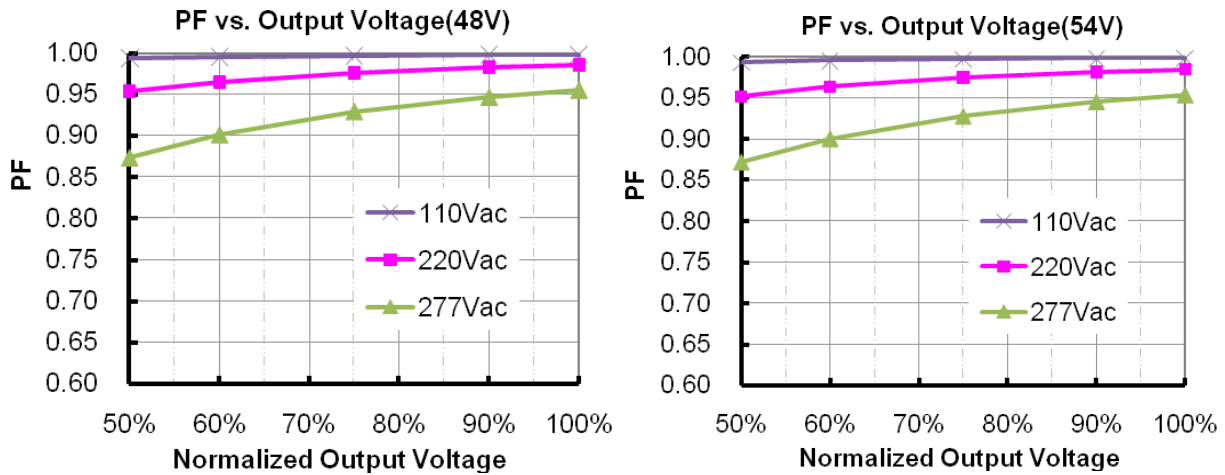 PF vs. Output Voltage(48V)
1.00
0.95
0.90
0.85
0.80
0.75
0.70
0.65
0.60
PF
110Vac
220Vac
277Vac
50% 60% 70% 80% 90% 100%
Normalized Output Voltage
PF vs. Output Voltage(54V)
1.00
0.95
0.90
0.85
0.80
0.75
0.70
0.65
0.60
PF
110Vac
220Vac
277Vac
50% 60% 70% 80% 90% 100%
Normalized Output Voltage